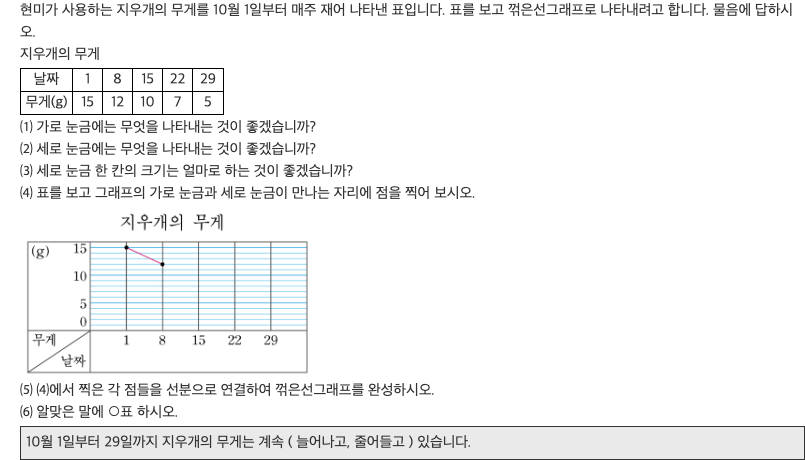 현미가 사용하는 지우개의 무게를 10월 1일부터 매주 재어 나타낸 표입니다. 표를 보고 꺾은선그래프로 나타내려고 합니다. 물음에 답하시
오.
지우개의 무게
날짜 1 8 15 22 29
무게(g) 15 12 10 7 5
(1) 가로 눈금에는 무엇을 나타내는 것이 좋겠습니까?
(2) 세로 눈금에는 무엇을 나타내는 것이 좋겠습니까?
(3) 세로 눈금 한 칸의 크기는 얼마로 하는 것이 좋겠습니까?
(4) 표를 보고 그래프의 가로 눈금과 세로 눈금이 만나는 자리에 점을 찍어 보시오.
지우개의 무게
(g) 15
10
5
0
무게 1 8 15 22 29
날짜
(5) (4)에서 찍은 각 점들을 선분으로 연결하여 꺾은선그래프를 완성하시오.
(6) 알맞은 말에 ○표 하시오.
10월 1일부터 29일까지 지우개의 무게는 계속 ( 늘어나고, 줄어들고 ) 있습니다.